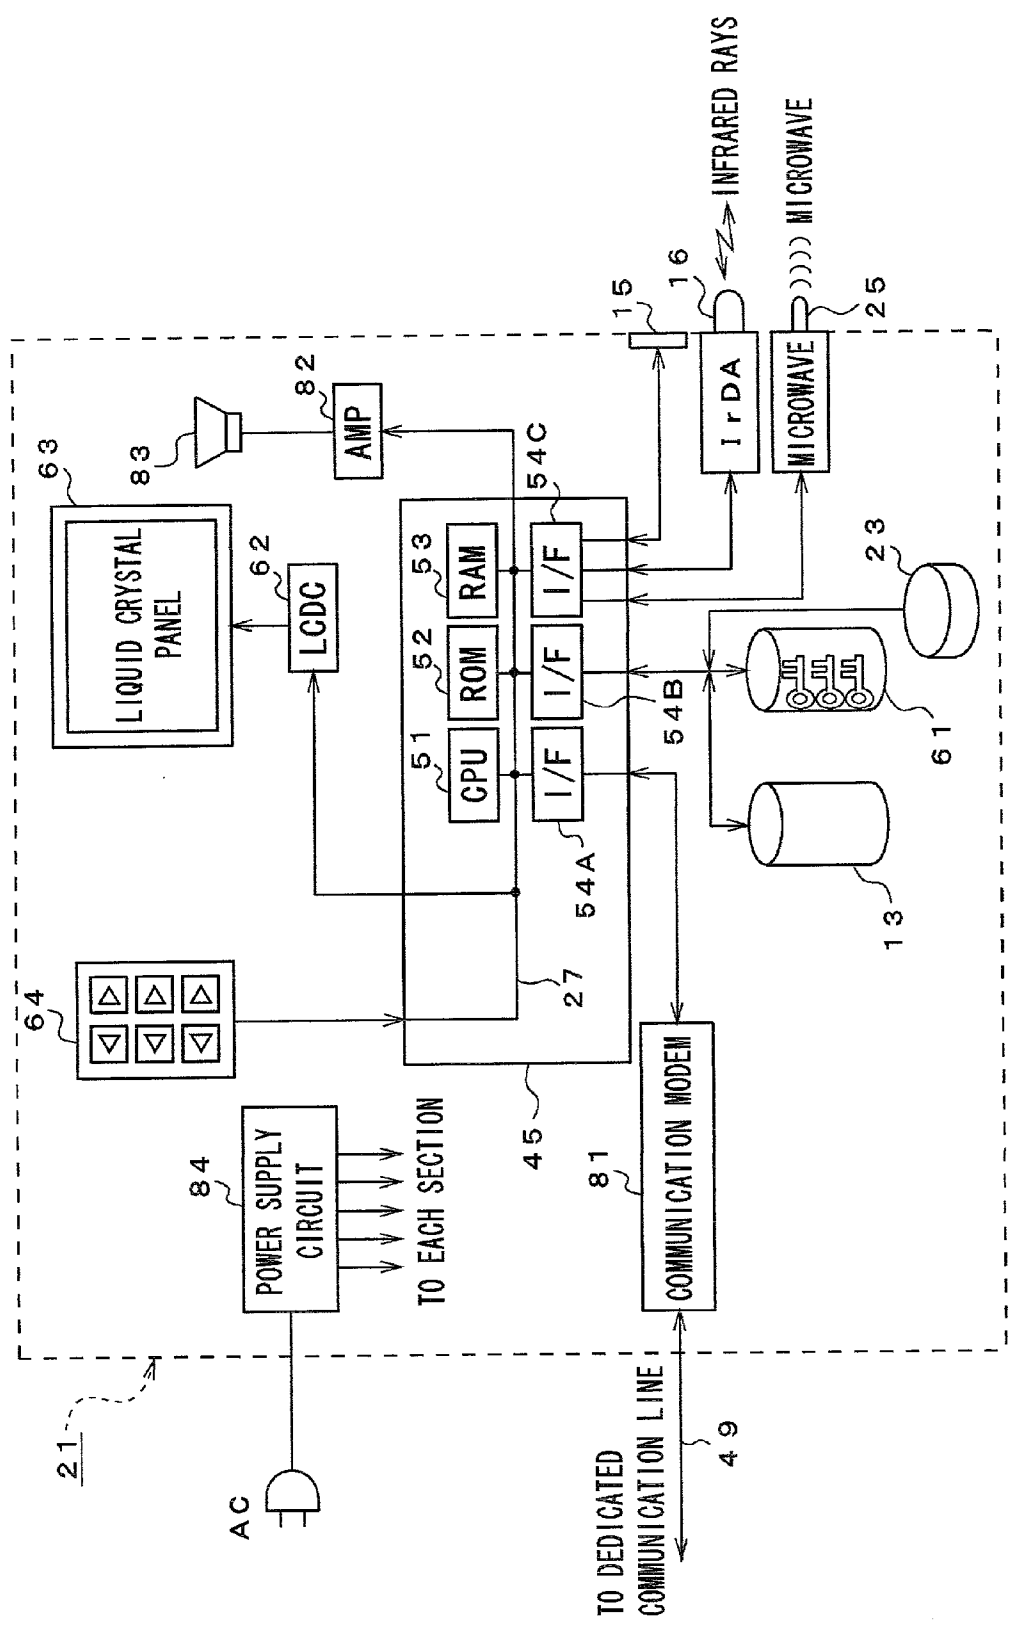 21
AC
84
POWER SUPPLY
CIRCUIT
TO EACH SECTION
64
63
LIQUID CRYSTAL
PANEL
62
LCDC
83
82
AMP
45
27
51
CPU
52
ROM
53
RAM
54A
I/F
54B
I/F
54C
I/F
81
COMMUNICATION MODEM
TO DEDICATED
COMMUNICATION LINE
49
13
61
23
15
16
IrDA
INFRARED RAYS
MICROWAVE
25
MICROWAVE